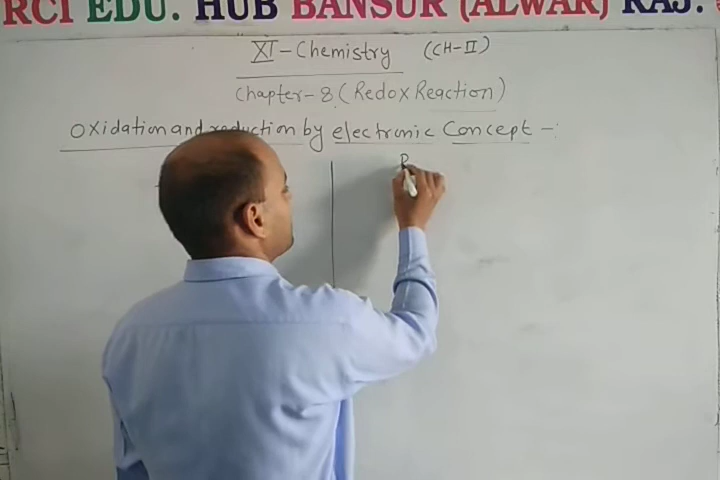 RCI EDU. HUB BANSUR (ALWAR) RAJ.
XI-Chemistry (CH-II)
Chapter-8 (Redox Reaction)
Oxidation and reduction by electronic Concept -:
R